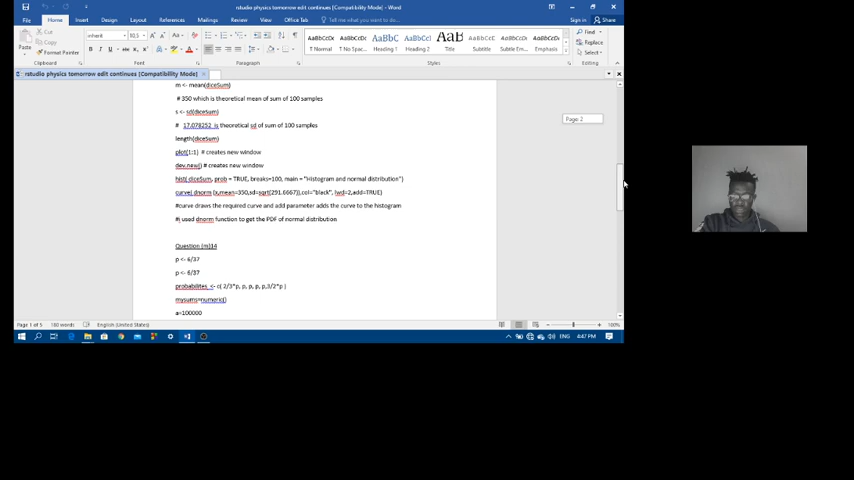 rstudio physics tomorrow edit continues [Compatibility Mode] - Word
File Home Insert Design Layout References Mailings Review View Office Tab Tell me what you want to do... Sign in Share
Cut
Copy
Format Painter
Paste
Clipboard
inherit 10.5
Font
Paragraph
AaBbCcDc AaBbCcDc AaBbC AaBbCcl AaB AaBbCcL AaBbCcDc AaBbCcDc
¶ Normal ¶ No Spac... Heading 1 Heading 2 Title Subtitle Subtle Em... Emphasis
Styles
Find
Replace
Select
Editing
rstudio physics tomorrow edit continues [Compatibility Mode]
m <- mean(diceSum)
# 350 which is theoretical mean of sum of 100 samples
s <- sd(diceSum)
# 17.078252 is theoretical sd of sum of 100 samples
length(diceSum)
plot(1:1) # creates new window
dev.new() # creates new window
hist( diceSum, prob = TRUE, breaks=100, main = "Histogram and normal distribution")
curve( dnorm (x,mean=350,sd=sqrt(291.6667)),col="black", lwd=2,add=TRUE)
#curve draws the required curve and add parameter adds the curve to the histogram
#i used dnorm function to get the PDF of normal distribution
Question (m)14
p <- 6/37
p <- 6/37
probabilites <- c( 2/3*p, p, p, p, p,3/2*p )
mysums=numeric()
a=100000
Page 2
Page 1 of 5 160 words English (United States) 100%
ENG 4:47 PM